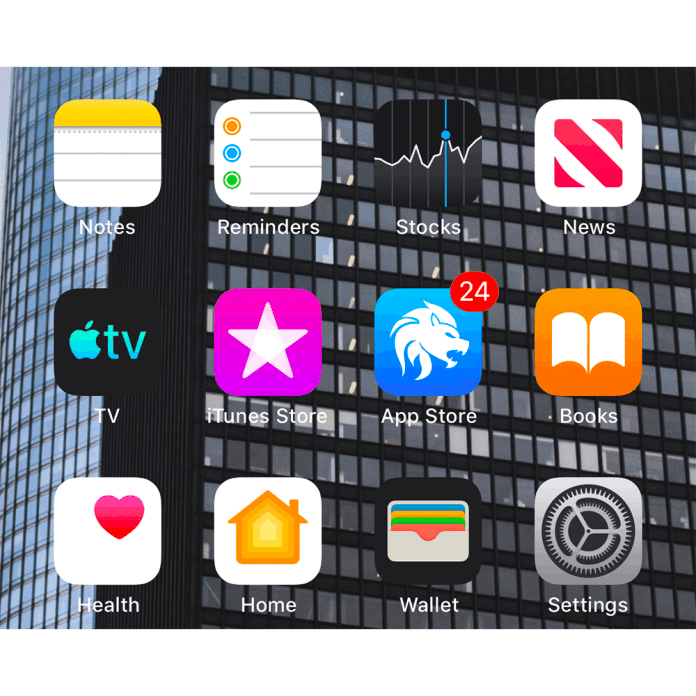 Notes
Reminders
Stocks
News
tv
TV
iTunes Store
24
App Store
Books
Health
Home
Wallet
Settings